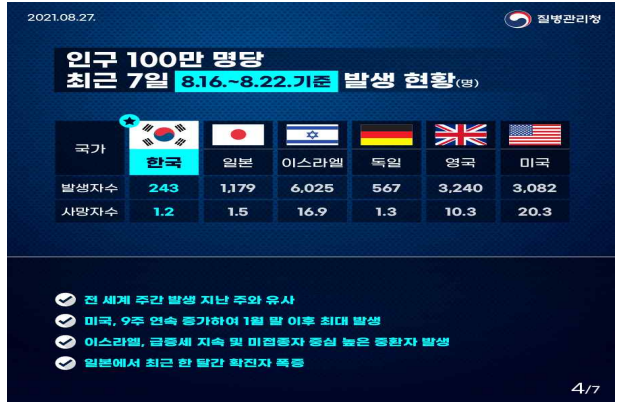 2021.08.27.
질병관리청
인구 100만 명당
최근 7일 8.16.~8.22.기준 발생 현황(명)
국가 한국 일본 이스라엘 독일 영국 미국
발생자수 243 1,179 6,025 567 3,240 3,082
사망자수 1.2 1.5 16.9 1.3 10.3 20.3
전 세계 주간 발생 지난 주와 유사
미국, 9주 연속 증가하여 1월 말 이후 최대 발생
이스라엘, 급증세 지속 및 미접종자 중심 높은 중환자 발생
일본에서 최근 한 달간 확진자 폭증
4/7